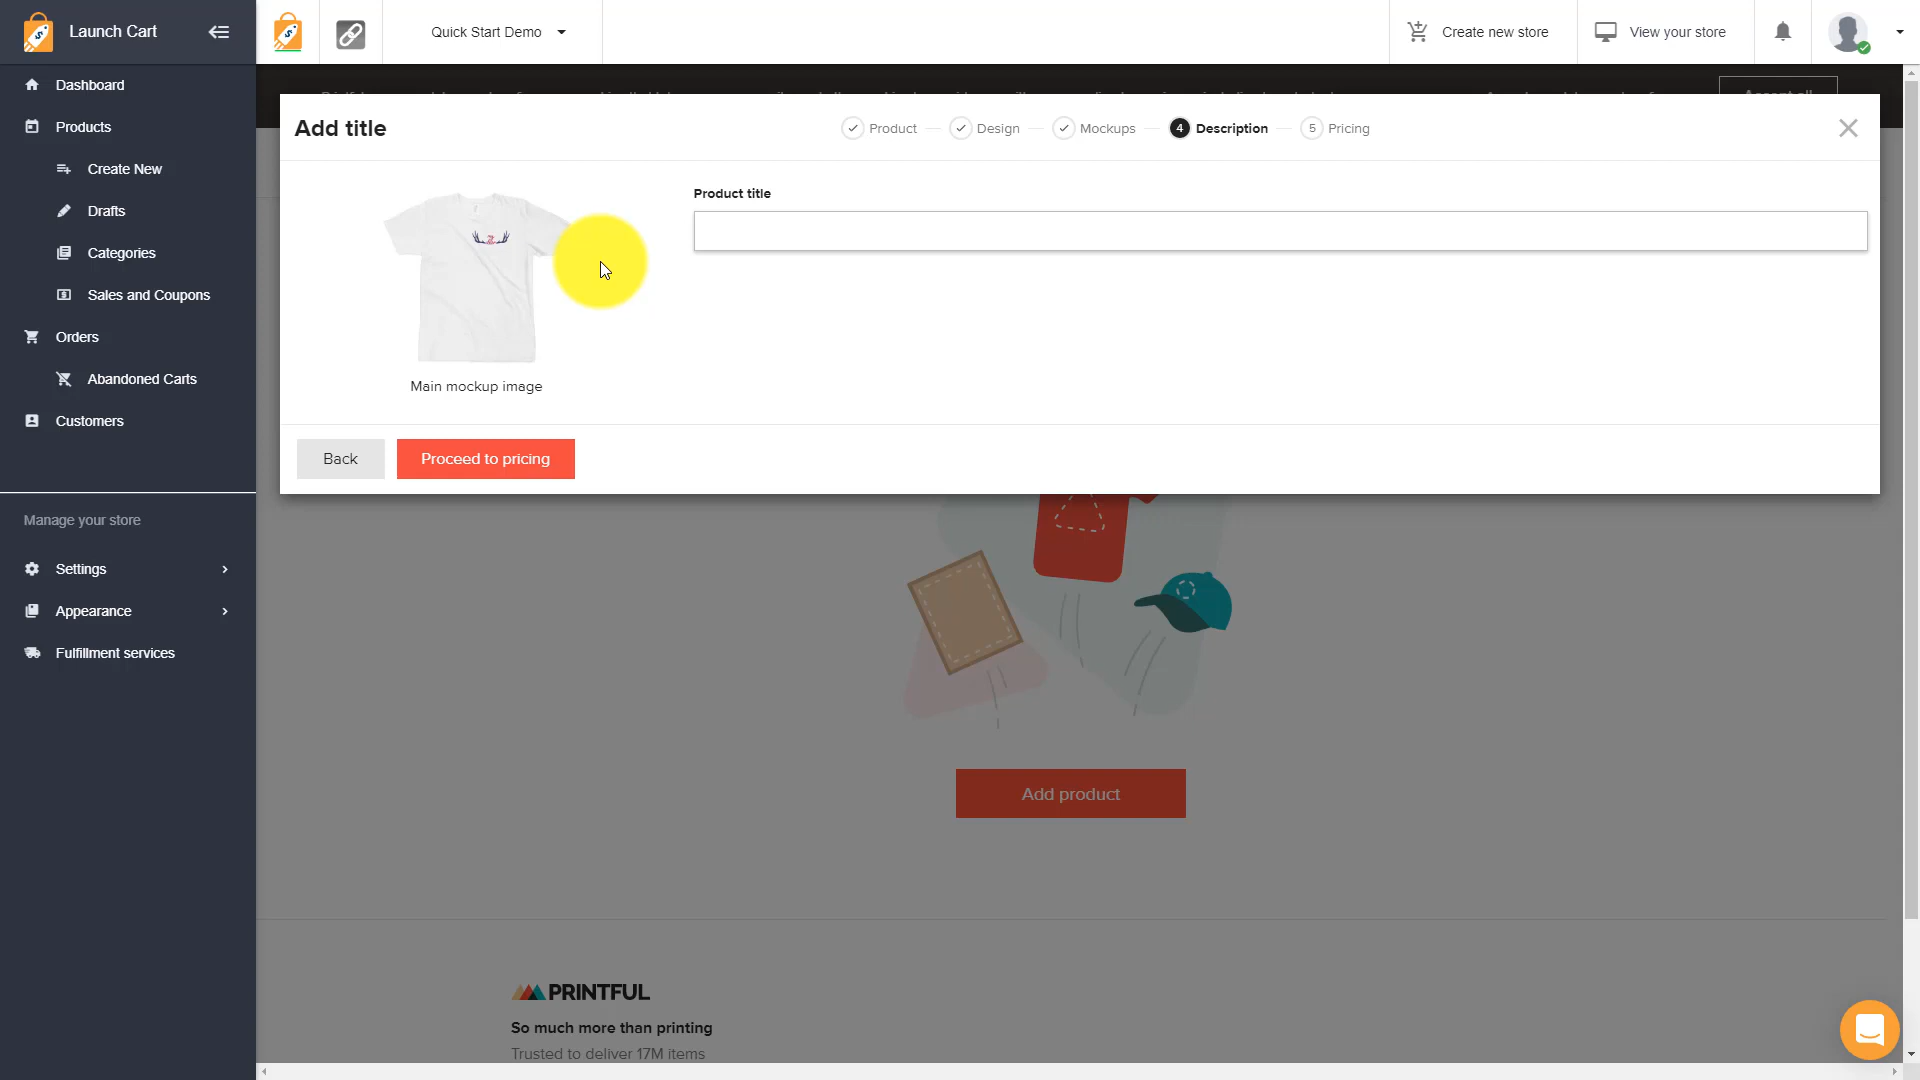 Launch Cart
Quick Start Demo
Create new store
View your store
Dashboard
Products
Create New
Drafts
Categories
Sales and Coupons
Orders
Abandoned Carts
Customers
Manage your store
Settings
Appearance
Fulfillment services
Add title
Product
Design
Mockups
4 Description
5 Pricing
Product title
Main mockup image
Back
Proceed to pricing
Add product
PRINTFUL
So much more than printing
Trusted to deliver 17M items